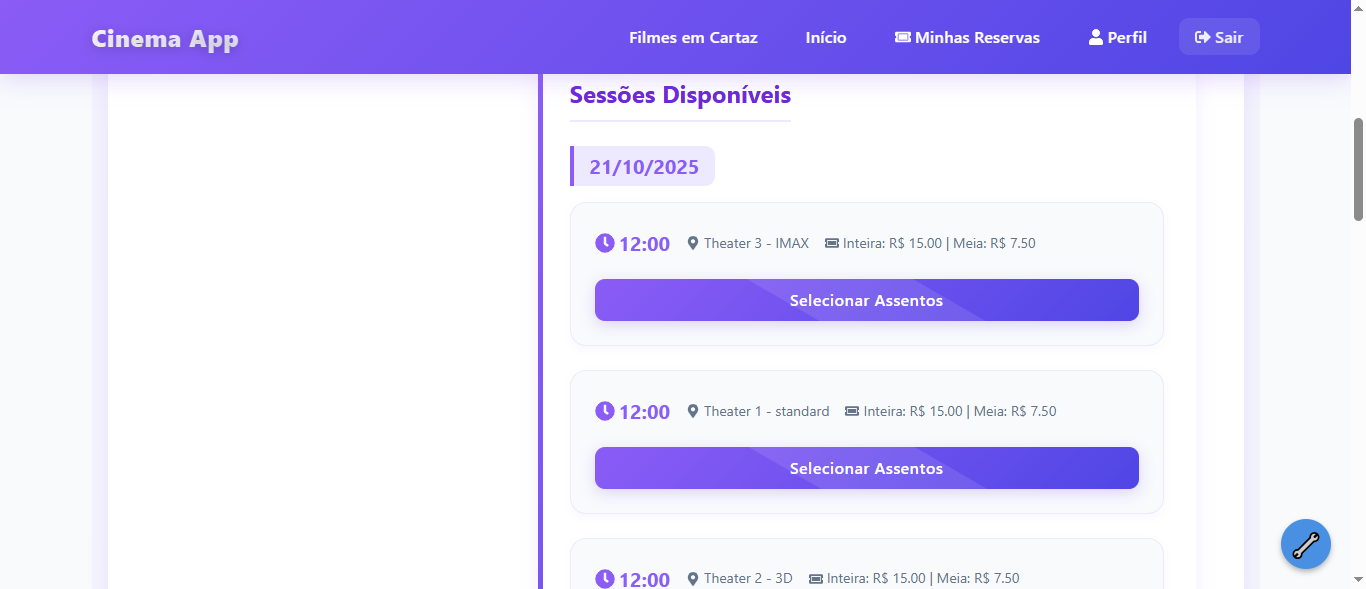 Cinema App
Filmes em Cartaz
Início
Minhas Reservas
Perfil
Sair
Sessões Disponíveis
21/10/2025
12:00 Theater 3 - IMAX Inteira: R$ 15.00 | Meia: R$ 7.50
Selecionar Assentos
12:00 Theater 1 - standard Inteira: R$ 15.00 | Meia: R$ 7.50
Selecionar Assentos
12:00 Theater 2 - 3D Inteira: R$ 15.00 | Meia: R$ 7.50